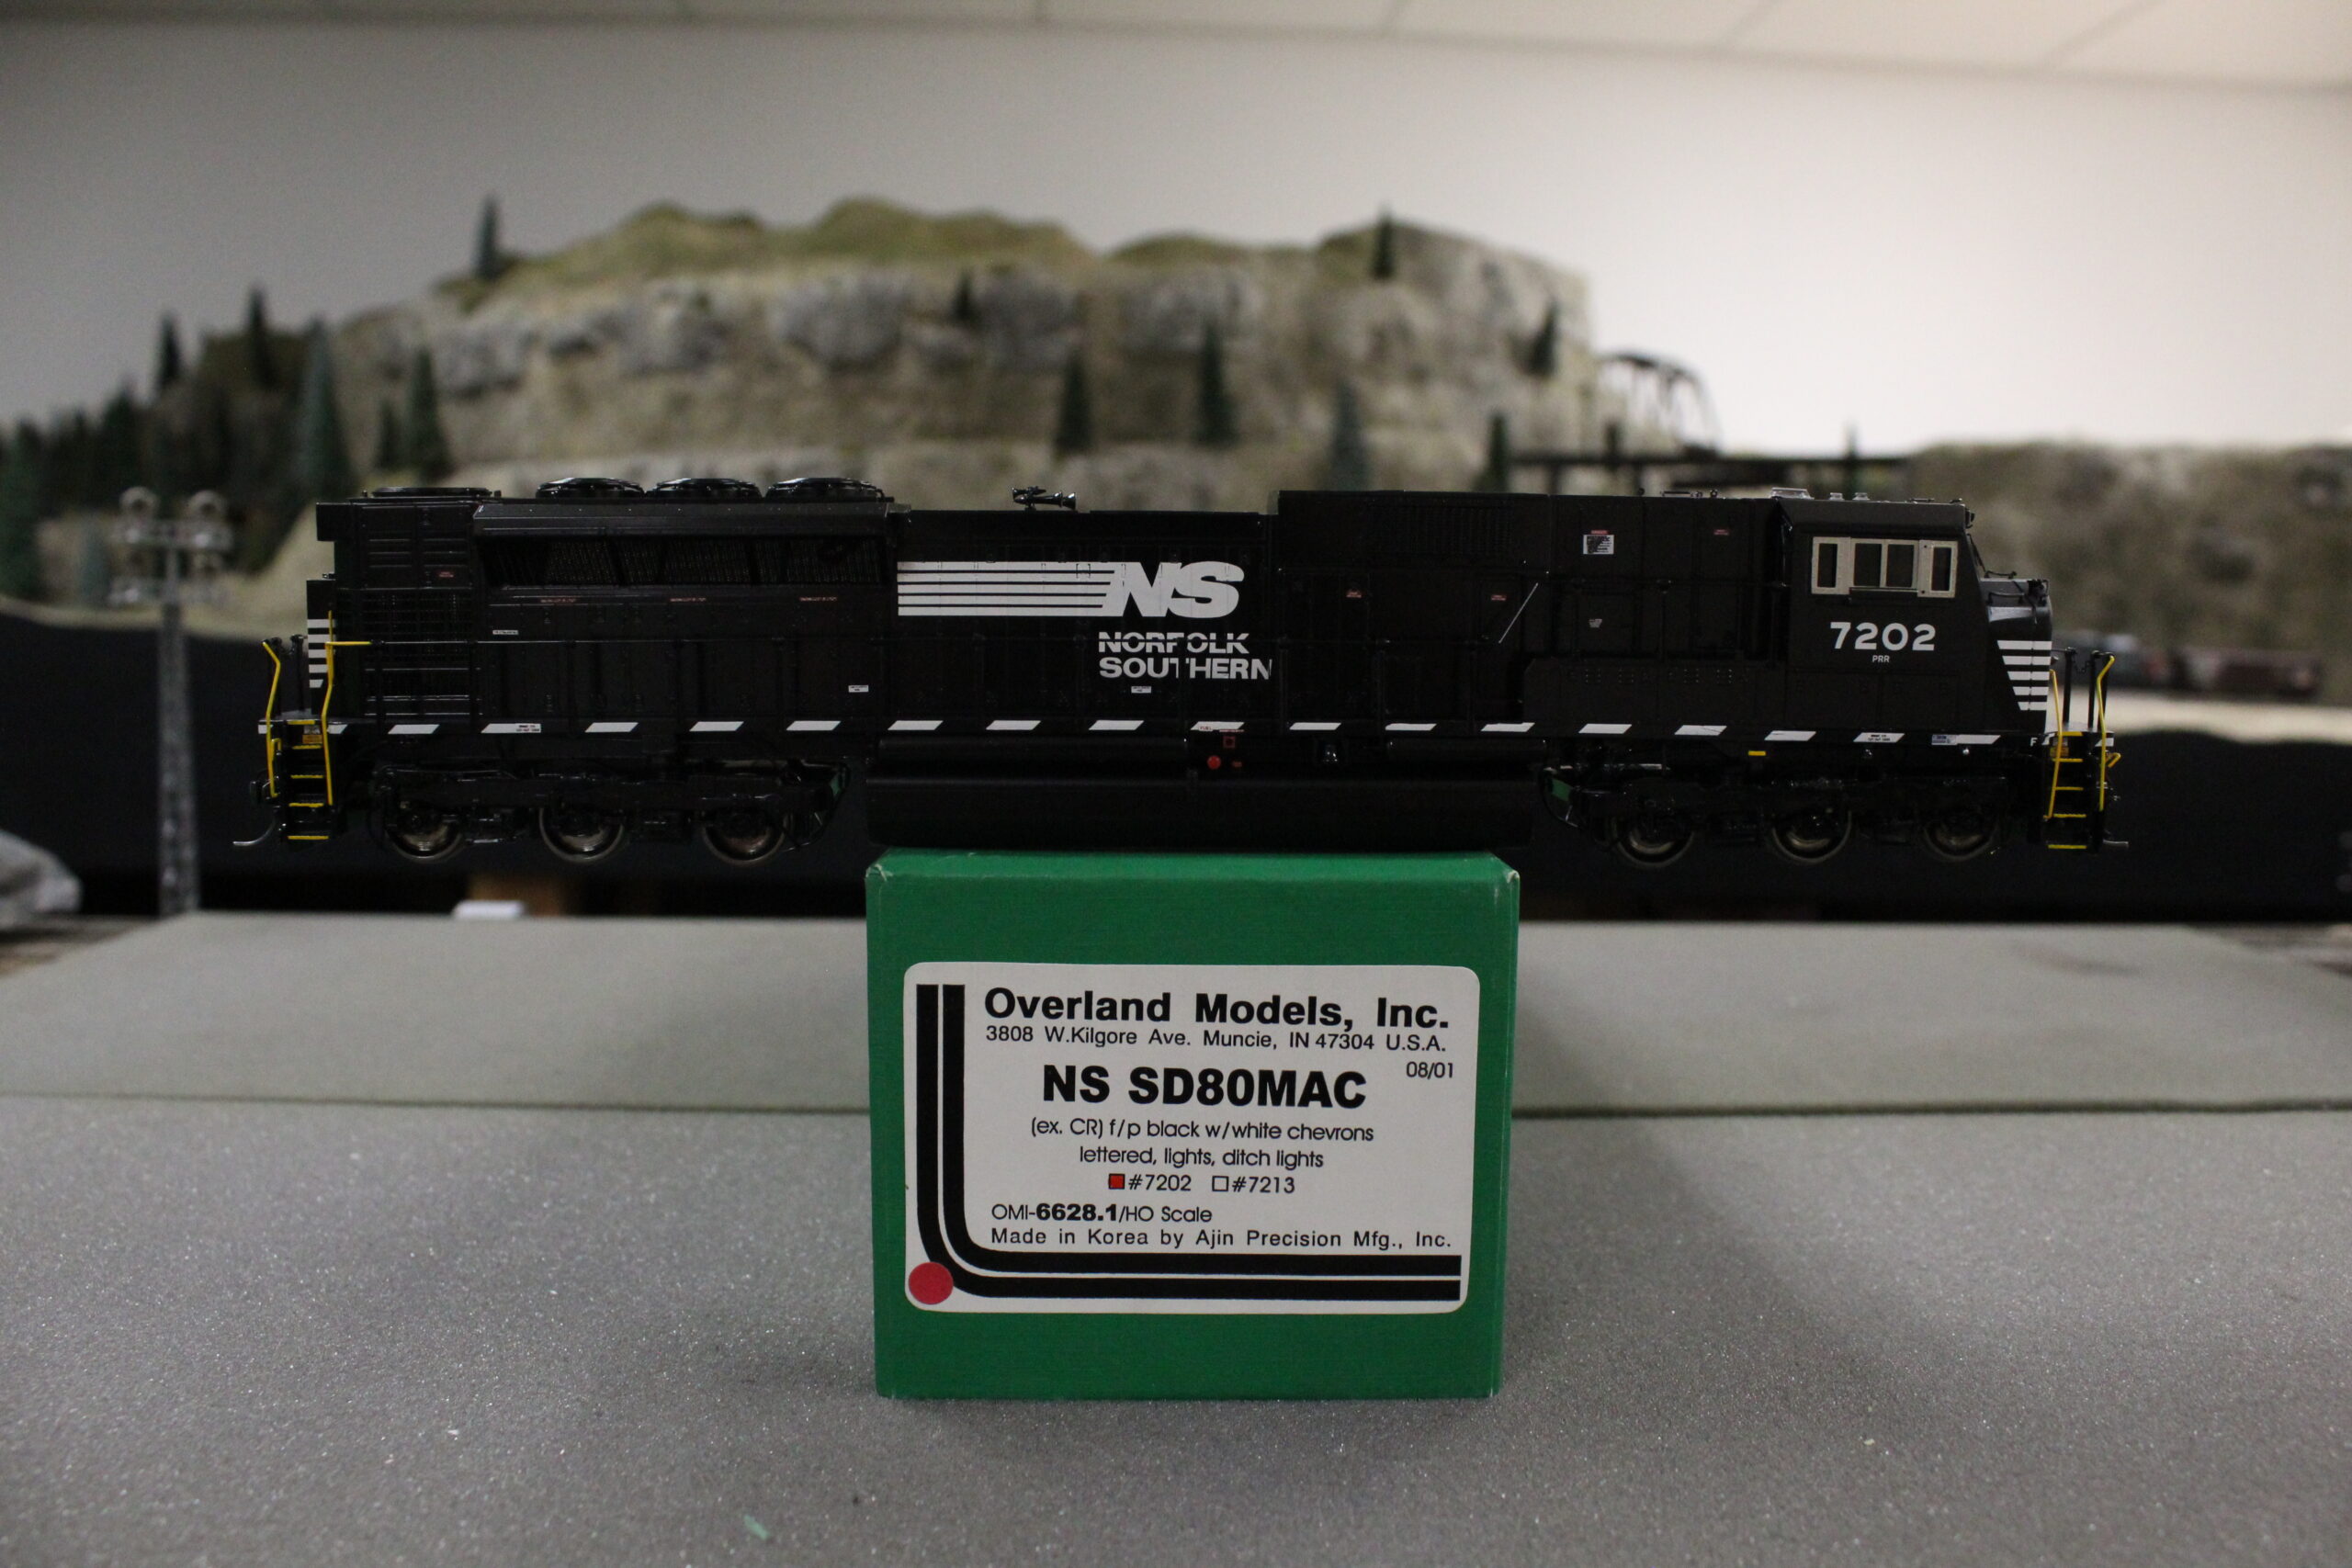 NS
NORFOLK
SOUTHERN
7202
PRR
F
Overland Models, Inc.
3808 W.Kilgore Ave. Muncie, IN 47304 U.S.A.
08/01
NS SD80MAC
(ex. CR) f/p black w/white chevrons
lettered, lights, ditch lights
#7202 #7213
OMI-6628.1/HO Scale
Made in Korea by Ajin Precision Mfg., Inc.